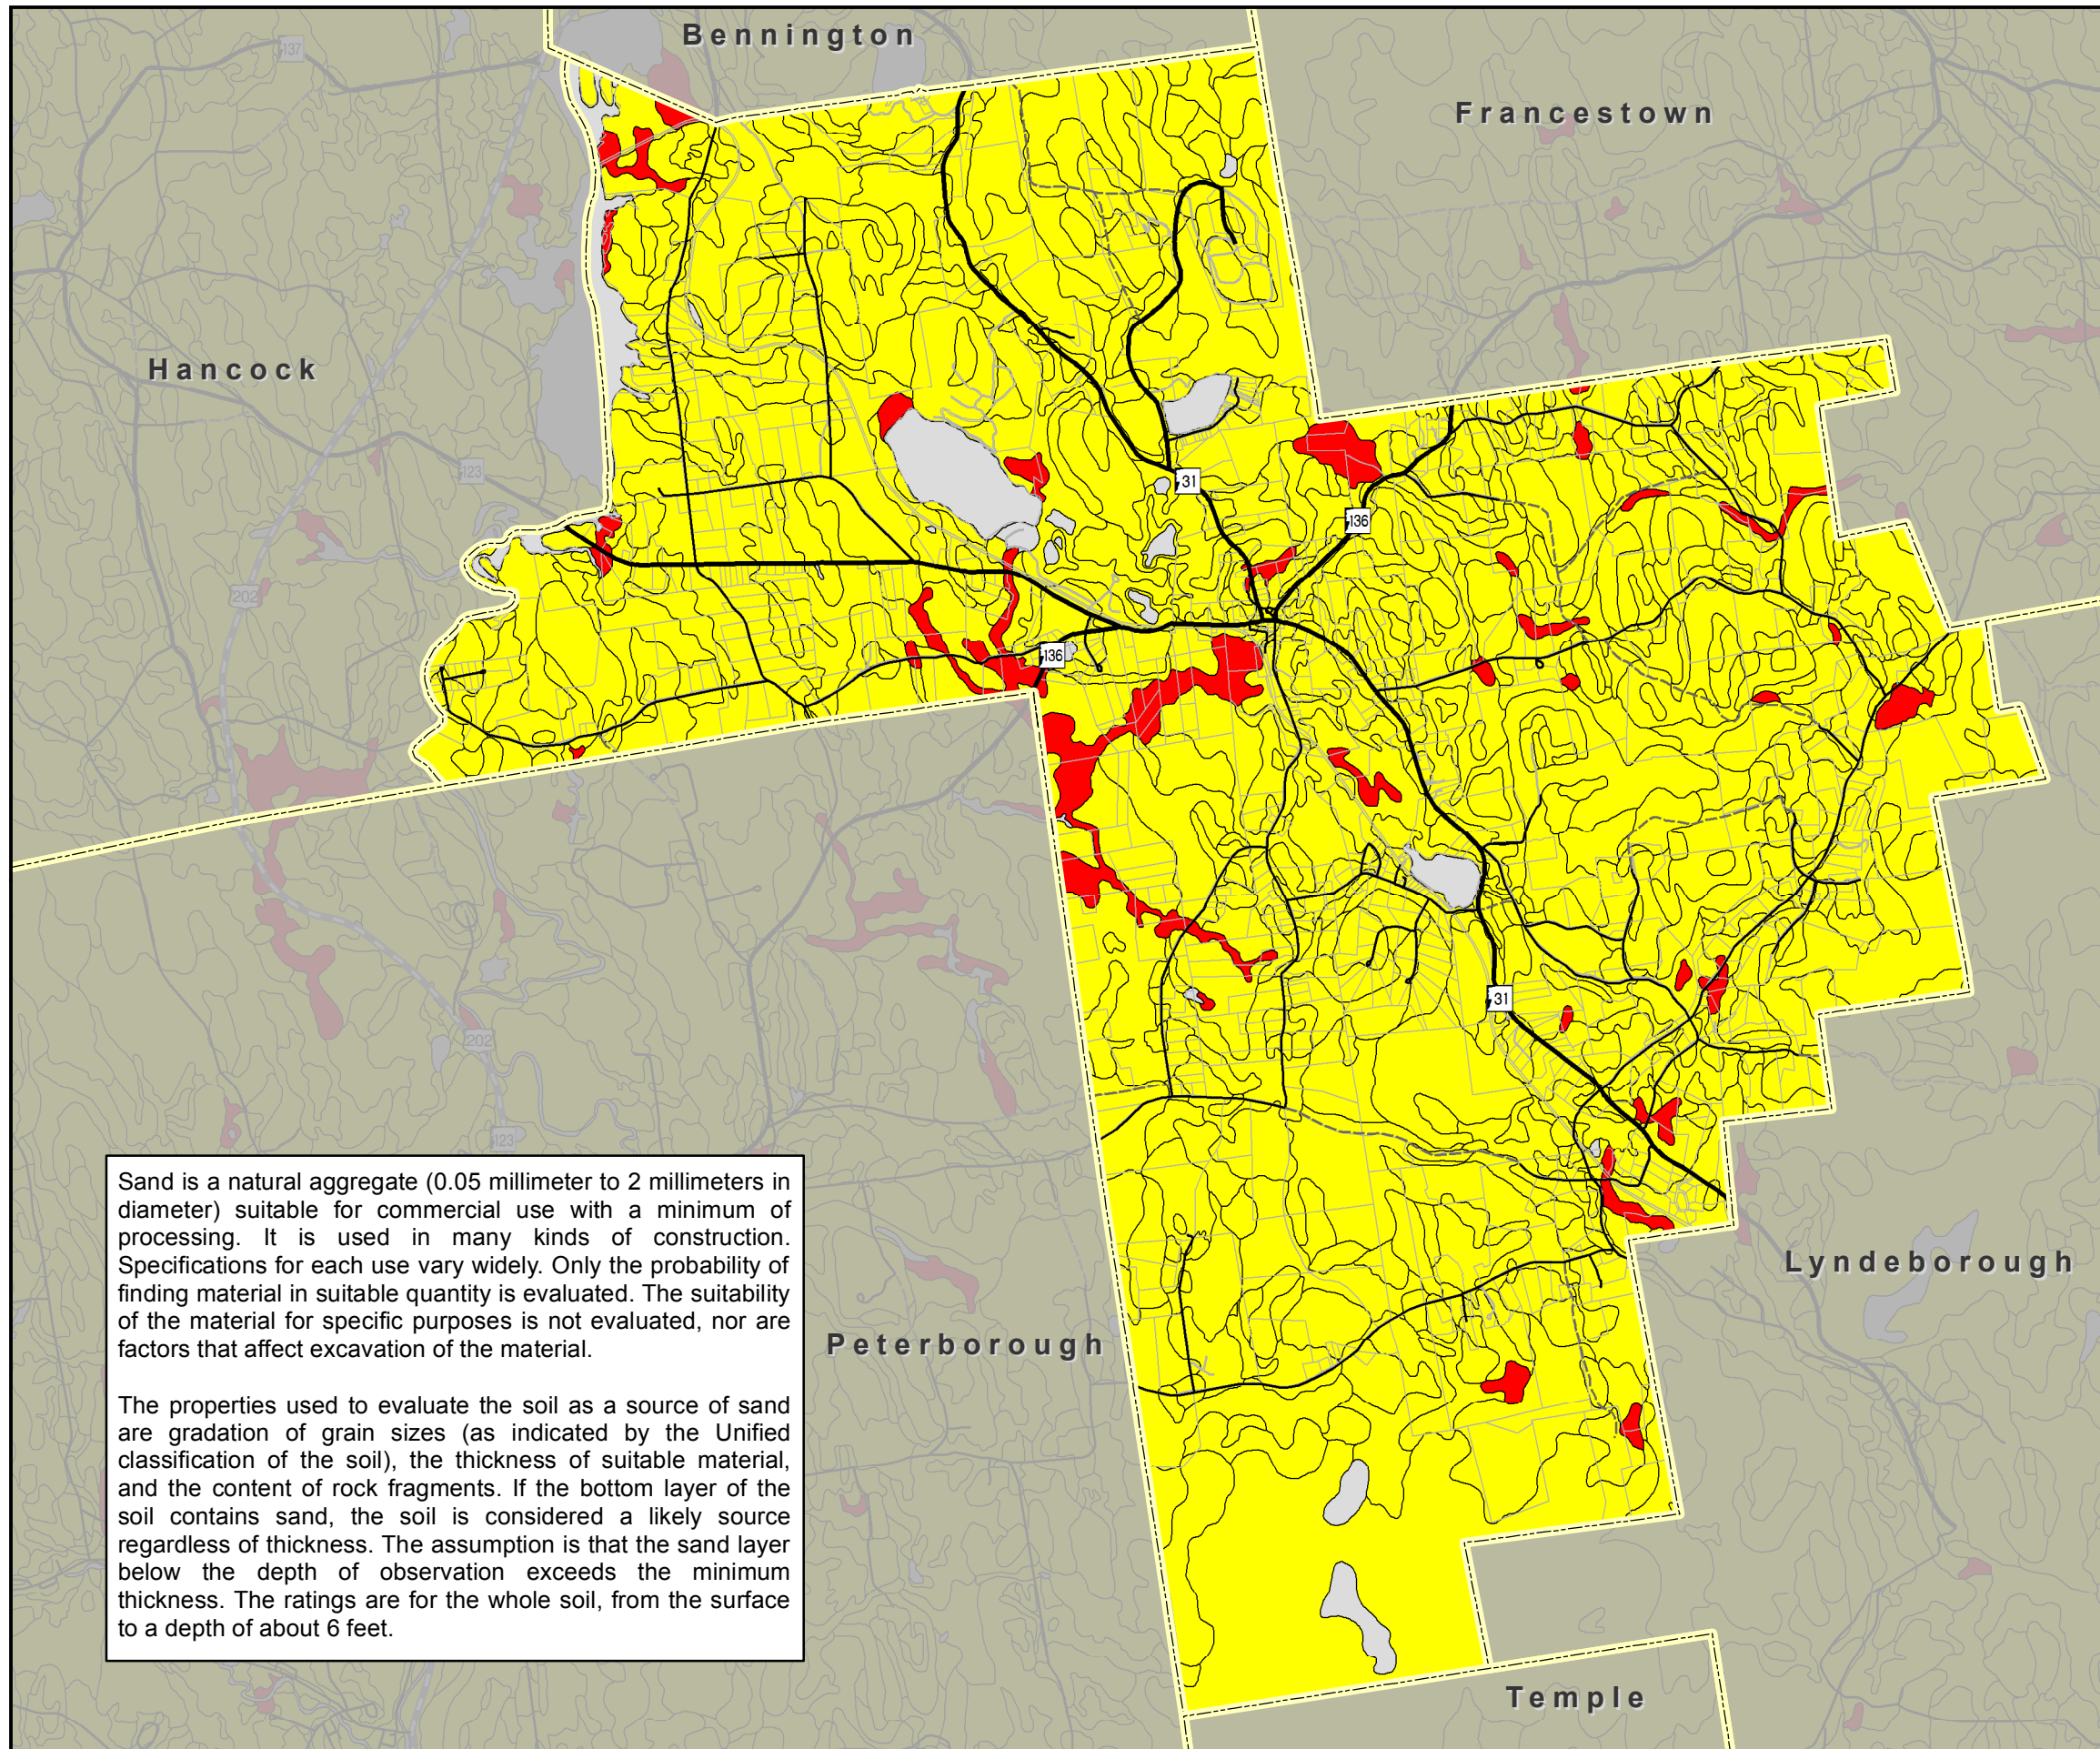 Bennington
137
Francestown
Hancock
123
31
136
202
136
31
202
123
Sand is a natural aggregate (0.05 millimeter to 2 millimeters in
diameter) suitable for commercial use with a minimum of
processing. It is used in many kinds of construction.
Specifications for each use vary widely. Only the probability of
finding material in suitable quantity is evaluated. The suitability
of the material for specific purposes is not evaluated, nor are
factors that affect excavation of the material.
The properties used to evaluate the soil as a source of sand
are gradation of grain sizes (as indicated by the Unified
classification of the soil), the thickness of suitable material,
and the content of rock fragments. If the bottom layer of the
soil contains sand, the soil is considered a likely source
regardless of thickness. The assumption is that the sand layer
below the depth of observation exceeds the minimum
thickness. The ratings are for the whole soil, from the surface
to a depth of about 6 feet.
Lyndeborough
Peterborough
Temple